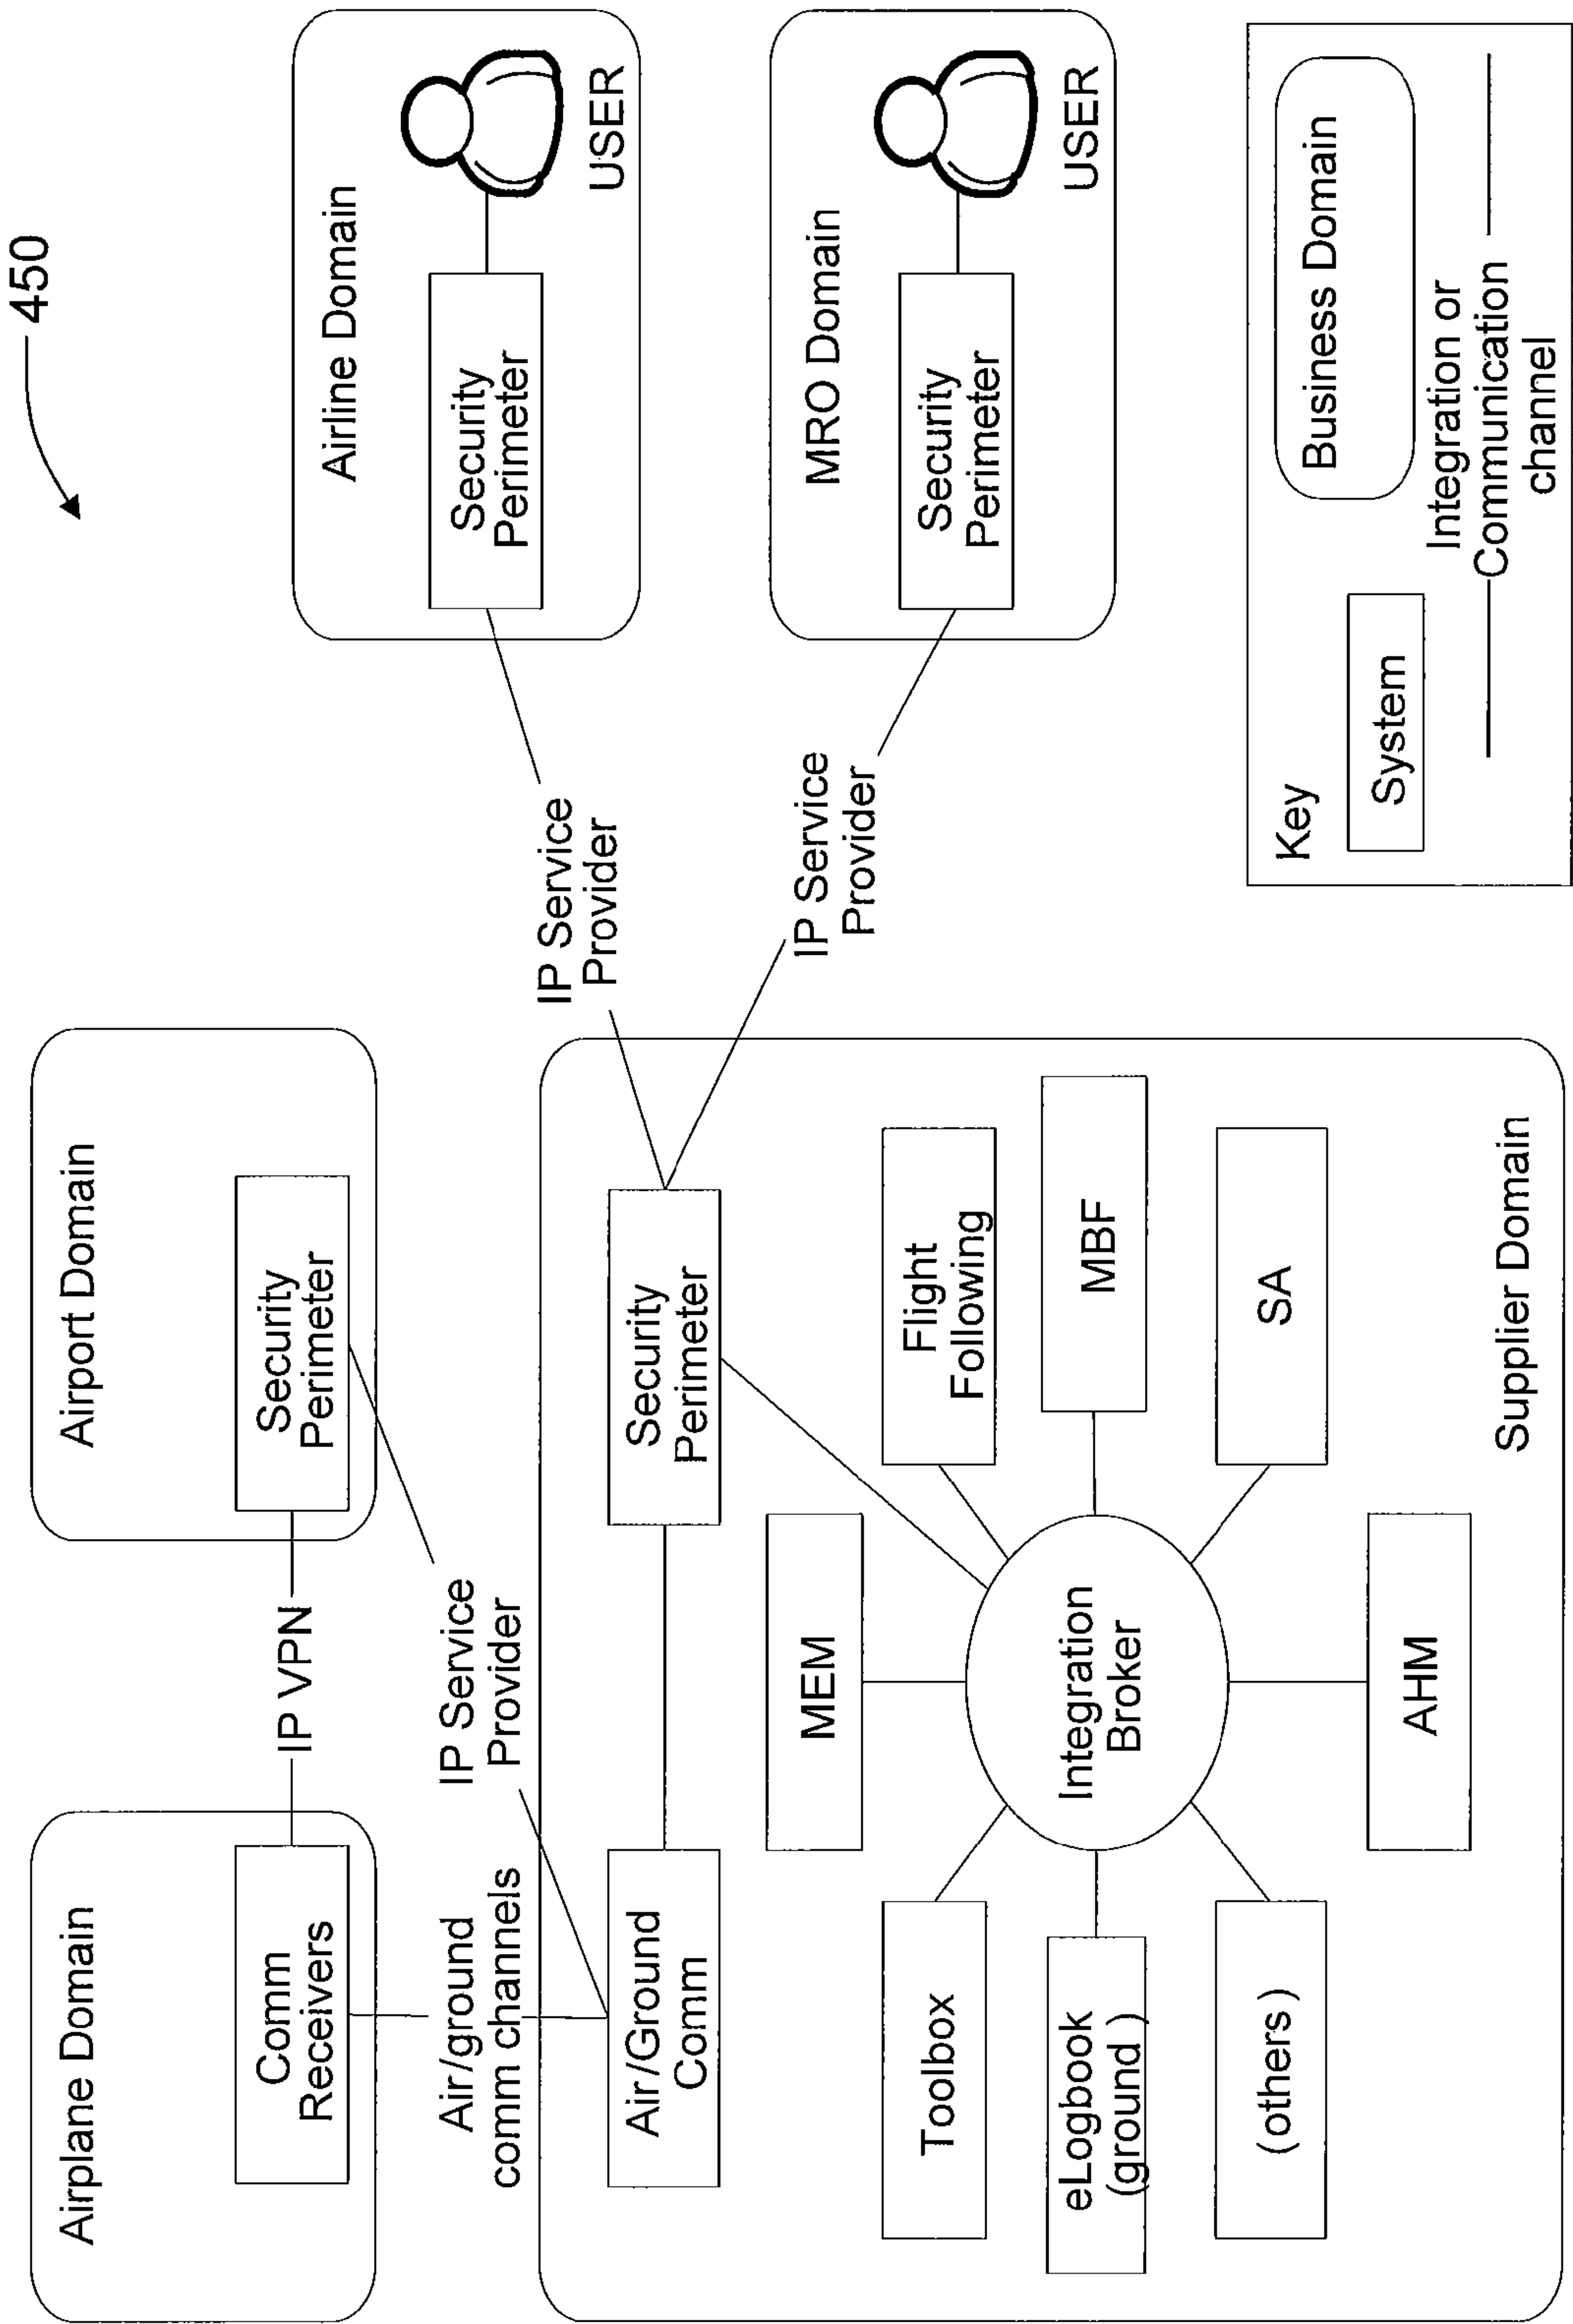 450
Airplane Domain
Comm
Receivers
IP VPN
Airport Domain
Security
Perimeter
Air/ground
comm channels
IP Service
Provider
Airline Domain
Security
Perimeter
USER
IP Service
Provider
MRO Domain
Security
Perimeter
USER
IP Service
Provider
Air/Ground
Comm
Security
Perimeter
MEM
Toolbox
Flight
Following
eLogbook
(ground )
Integration
Broker
MBF
(others)
SA
AHM
Supplier Domain
Key
System
Business Domain
Integration or
Communication
channel